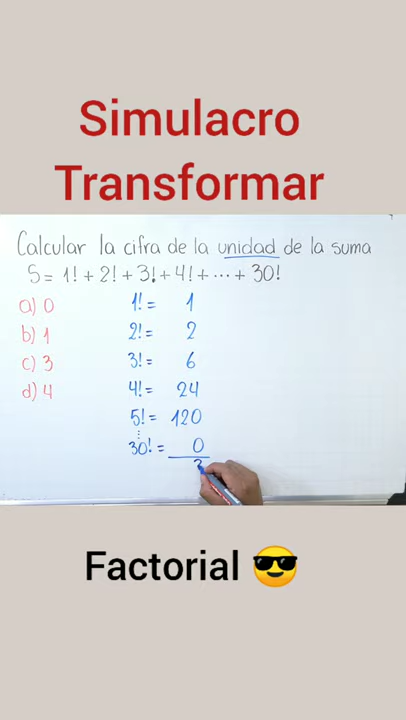 Simulacro
Transformar
Calcular la cifra de la unidad de la suma
S = 1! + 2! + 3! + 4! + ... + 30!
a) 0
b) 1
c) 3
d) 4
1! = 1
2! = 2
3! = 6
4! = 24
5! = 120
⋮
30! = 0
3
Factorial 😎